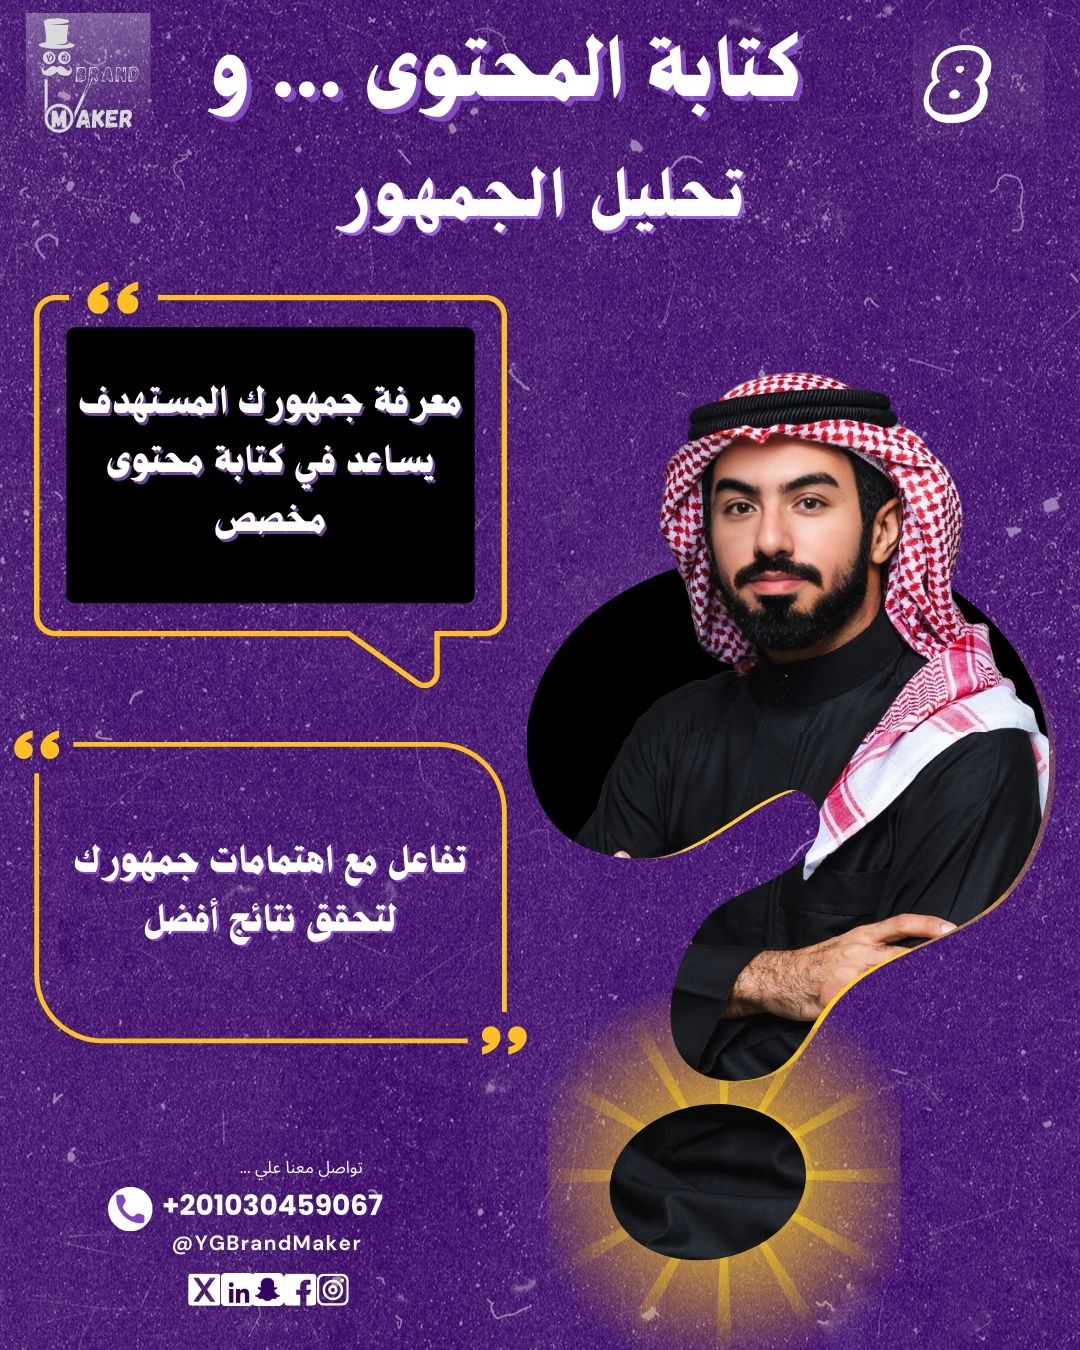 BRAND
MAKER
8
كتابة المحتوى ... و
تحليل الجمهور
معرفة جمهورك المستهدف
يساعد في كتابة محتوى
مخصص
تفاعل مع اهتمامات جمهورك
لتحقق نتائج أفضل
تواصل معنا علي ...
+201030459067
@YGBrandMaker